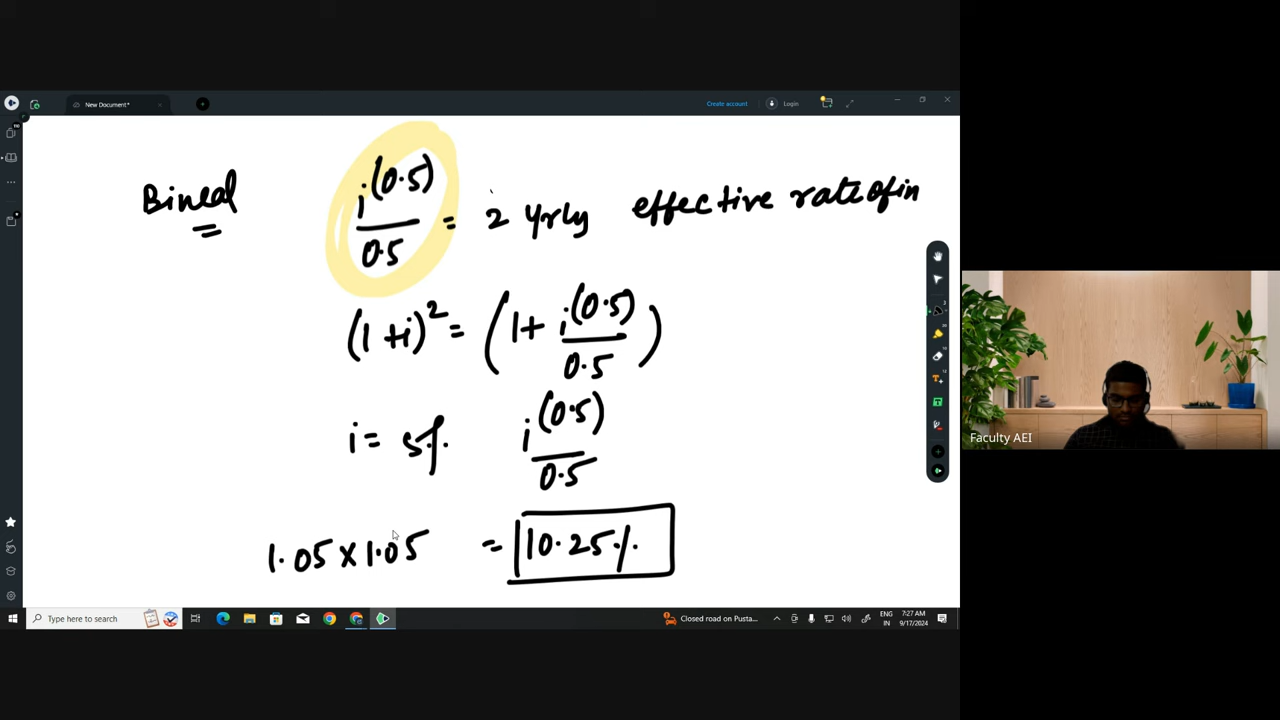 New Document*
Create account
Login
Bineal i^(0.5)/0.5 = 2 yrly effective rate of in
(1+i)^2 = (1 + i^(0.5)/0.5)
i = 5%. i^(0.5)/0.5
1.05 x 1.05 = 10.25%
Faculty AEI
Type here to search
Closed road on Pusta...
ENG
IN
7:27 AM
9/17/2024